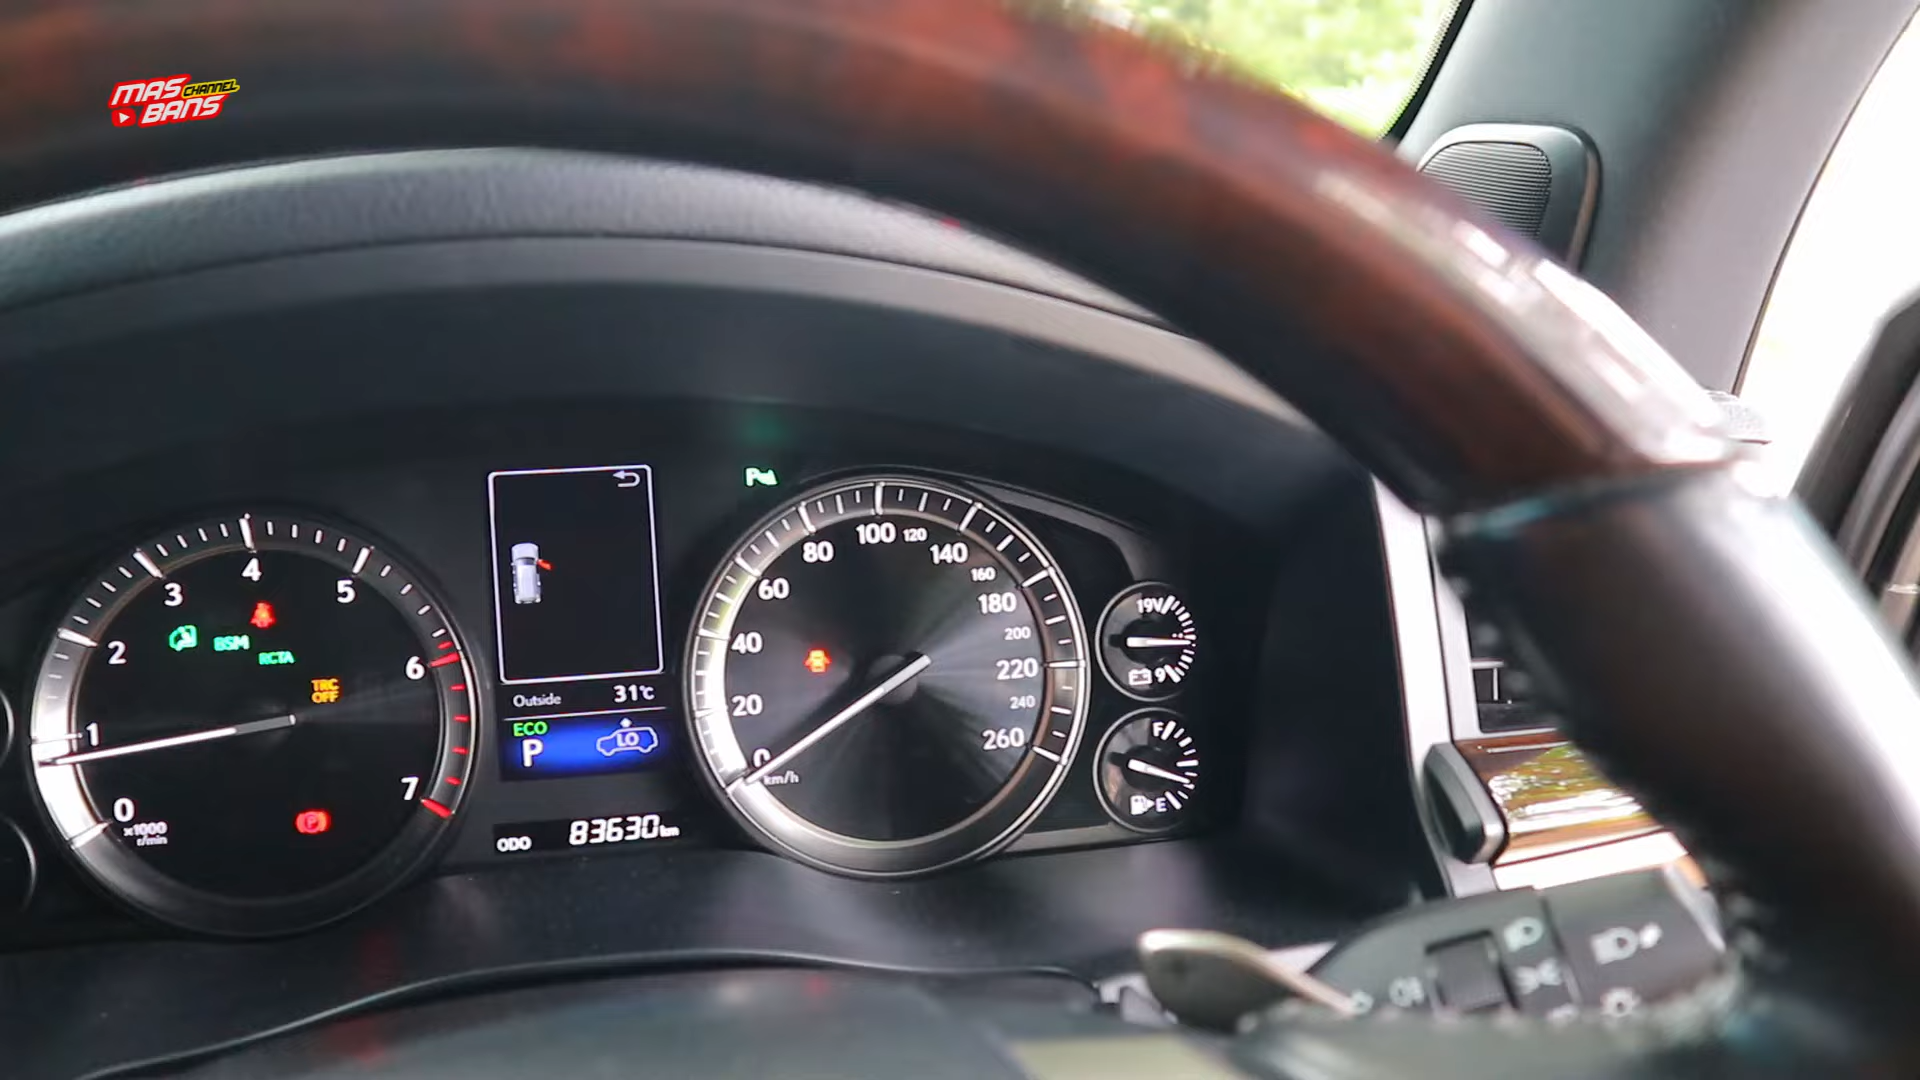 MAS CHANNEL
BANS
0
1
2
3
4
5
6
7
x1000
r/min
BSM
RCTA
TRC
OFF
Outside 31°C
ECO
P
LO
ODO 83630 km
0
20
40
60
80
100
120
140
160
180
200
220
240
260
km/h
19V
9
F
E